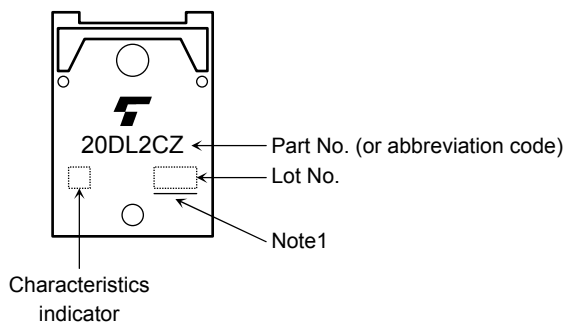 20DL2CZ
Part No. (or abbreviation code)
Lot No.
Note1
Characteristics
indicator